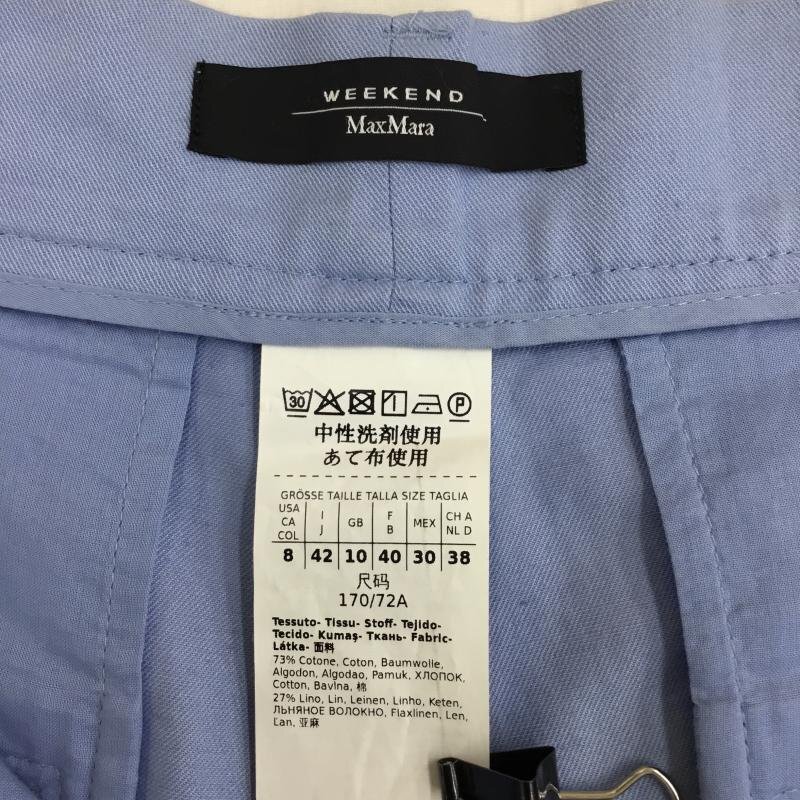 WEEKEND
MaxMara
30 P
中性洗剤使用
あて布使用
GRÖSSE TAILLE TALLA SIZE TAGLIA
USA CA COL I J GB F B MEX CH A NL D
8 42 10 40 30 38
尺码
170/72A
Tessuto- Tissu- Stoff- Tejido-
Tecido- Kumaş- Ткань- Fabric-
Látka- 面料
73% Cotone, Coton, Baumwolle,
Algodon, Algodao, Pamuk, ХЛОПОК,
Cotton, Bavlna, 棉
27% Lino, Lin, Leinen, Linho, Keten,
ЛЬНЯНОЕ ВОЛОКНО, Flaxlinen, Len,
Ľan, 亚麻